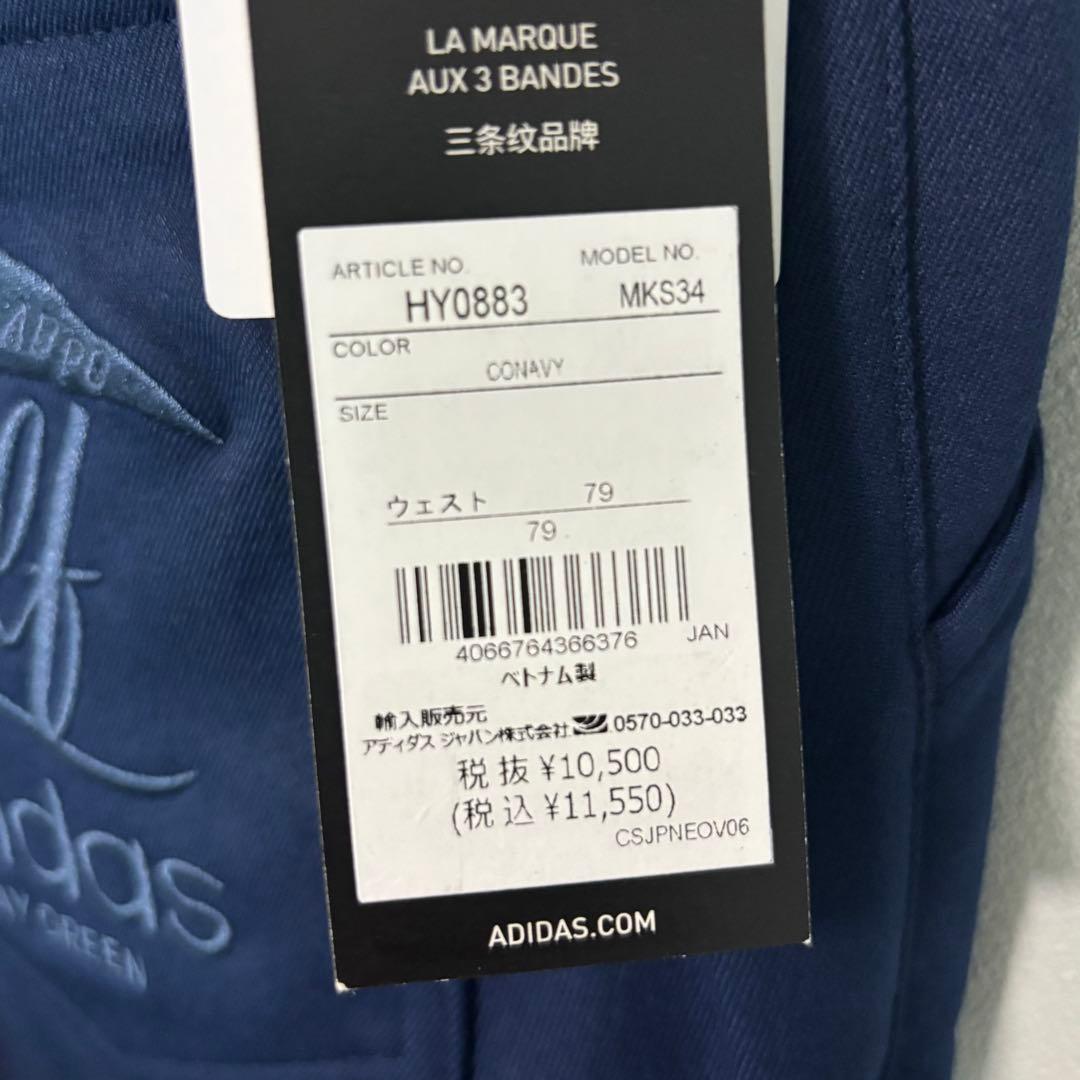 LA MARQUE
AUX 3 BANDES
三条纹品牌
ARTICLE NO.
MODEL NO.
HY0883
MKS34
COLOR
CONAVY
SIZE
ウェスト 79
79
4066764366376 JAN
ベトナム製
輸入販売元
アディダス ジャパン株式会社 0570-033-033
税抜 ¥10,500
(税込 ¥11,550)
CSJPNEOV06
ADIDAS.COM
das
GREEN